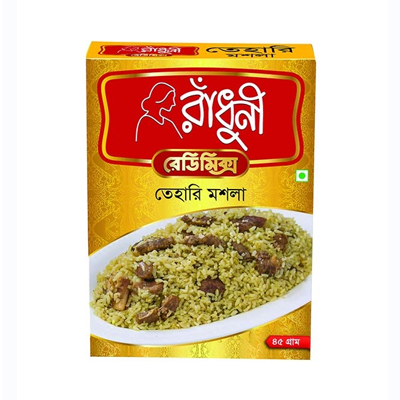 রাঁধুনী
রেডিমিক্স
তেহারি
মশলা
রাঁধুনী
রেডিমিক্স
তেহারি মশলা
৪৫ গ্রাম